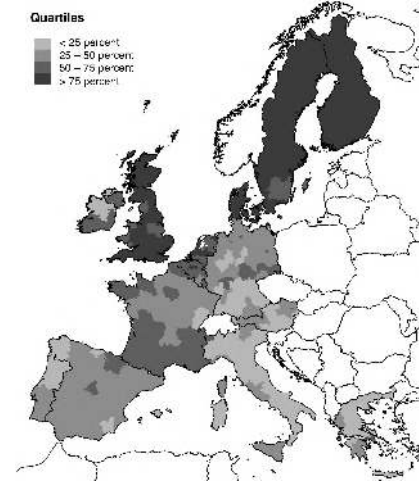 Quartiles
< 25 percent
25 – 50 percent
50 – 75 percent
> 75 percent